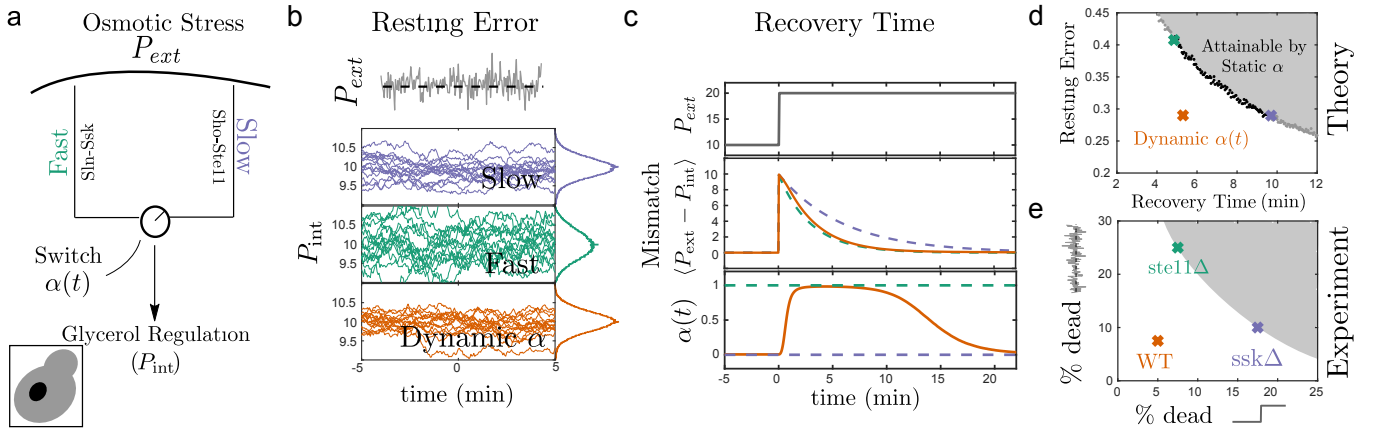 a
Osmotic Stress
P_ext
Fast
Sln-Ssk
Sho-Ste11
Slow
Switch
α(t)
Glycerol Regulation
(P_int)
b
Resting Error
P_ext
P_int
10.5
10
9.5
Slow
10.5
10
9.5
Fast
10.5
10
9.5
Dynamic α
-5
0
5
time (min)
c
Recovery Time
P_ext
20
10
Mismatch
⟨P_ext − P_int⟩
10
8
6
4
2
0
α(t)
1
0.5
0
-5
0
5
10
15
20
time (min)
d
Resting Error
0.45
0.4
0.35
0.3
0.25
0.2
Attainable by
Static α
Dynamic α(t)
2
4
6
8
10
12
Recovery Time (min)
Theory
e
% dead
30
20
10
0
ste11Δ
WT
sskΔ
0
5
10
15
20
25
% dead
Experiment